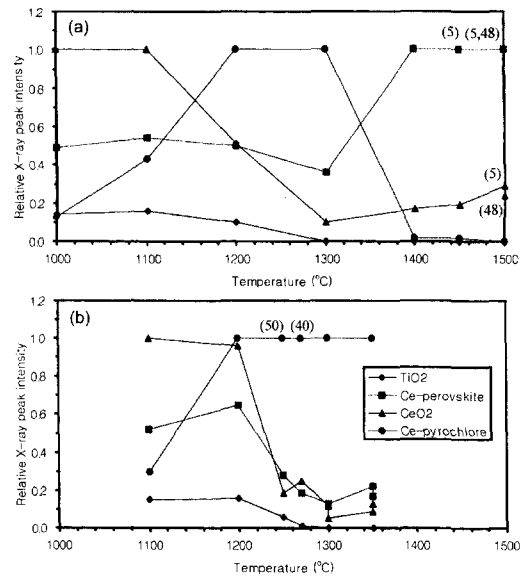 (a)
(5) (5,48)
1.2
1.0
0.8
0.6
0.4
0.2
0.0
Relative X-ray peak intensity
(5)
(48)
1000 1100 1200 1300 1400 1500
Temperature (°C)
(b)
(50) (40)
1.2
1.0
0.8
0.6
0.4
0.2
0.0
Relative X-ray peak intensity
TiO2
Ce-perovskite
CeO2
Ce-pyrochlore
1000 1100 1200 1300 1400 1500
Temperature (°C)